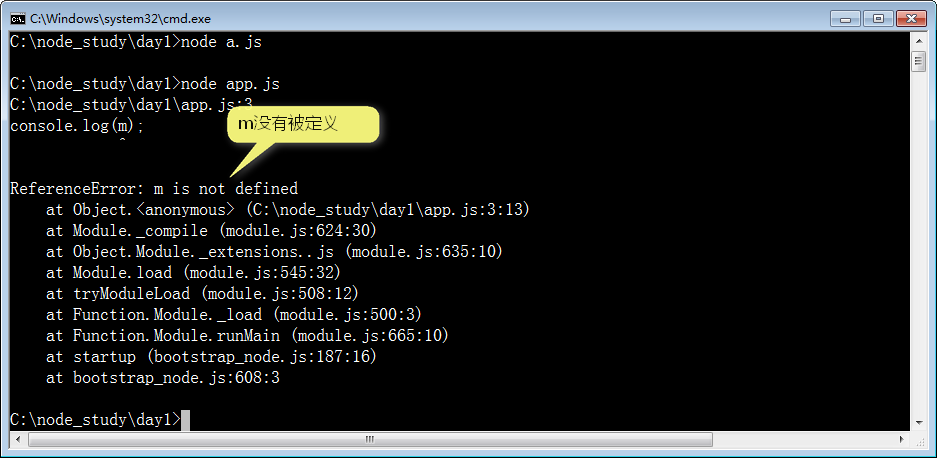 C:\Windows\system32\cmd.exe
C:\node_study\day1>node a.js
C:\node_study\day1>node app.js
C:\node_study\day1\app.js:3
console.log(m);
^
m没有被定义
ReferenceError: m is not defined
    at Object.<anonymous> (C:\node_study\day1\app.js:3:13)
    at Module._compile (module.js:624:30)
    at Object.Module._extensions..js (module.js:635:10)
    at Module.load (module.js:545:32)
    at tryModuleLoad (module.js:508:12)
    at Function.Module._load (module.js:500:3)
    at Function.Module.runMain (module.js:665:10)
    at startup (bootstrap_node.js:187:16)
    at bootstrap_node.js:608:3
C:\node_study\day1>